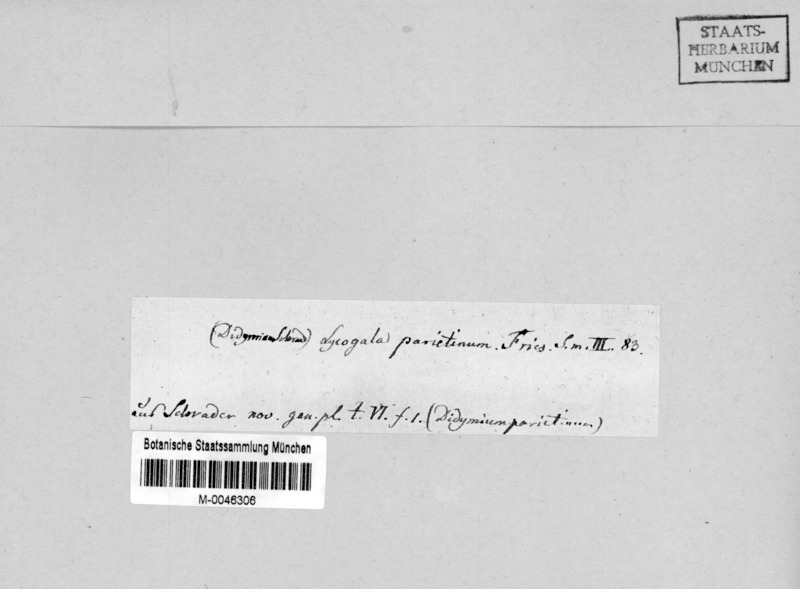 STAATS-
HERBARIUM
MÜNCHEN
(Didymium Schrad) Lycogala parietinum. Fries. S. m. III. 83.
aus Schrader nov. gen. pl. t. VI. f. 1. (Didymium parietinum)
Botanische Staatssammlung München
M-0046306